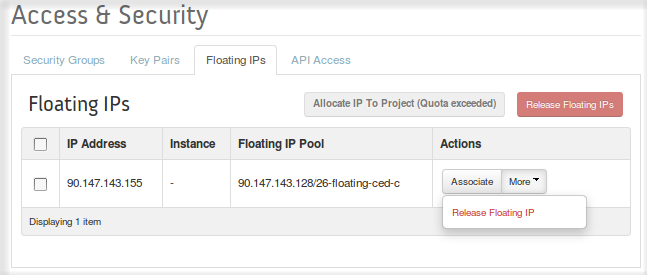 Access & Security
Security Groups Key Pairs Floating IPs API Access
Floating IPs Allocate IP To Project (Quota exceeded) Release Floating IPs
IP Address Instance Floating IP Pool Actions
90.147.143.155 - 90.147.143.128/26-floating-ced-c Associate More
Release Floating IP
Displaying 1 item